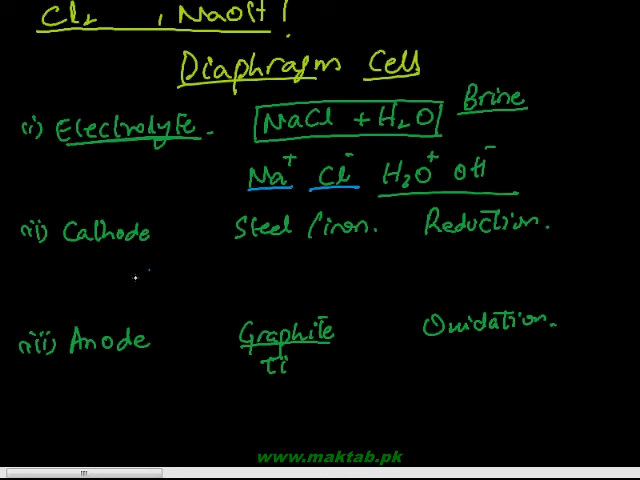 Cl₂ , NaOH!
Diaphragm Cell
(i) Electrolyte. NaCl + H₂O Brine
Na⁺ Cl⁻ H₂O⁺ OH⁻
(ii) Cathode Steel/iron. Reduction.
(iii) Anode Graphite Oxidation.
Ti
www.maktab.pk